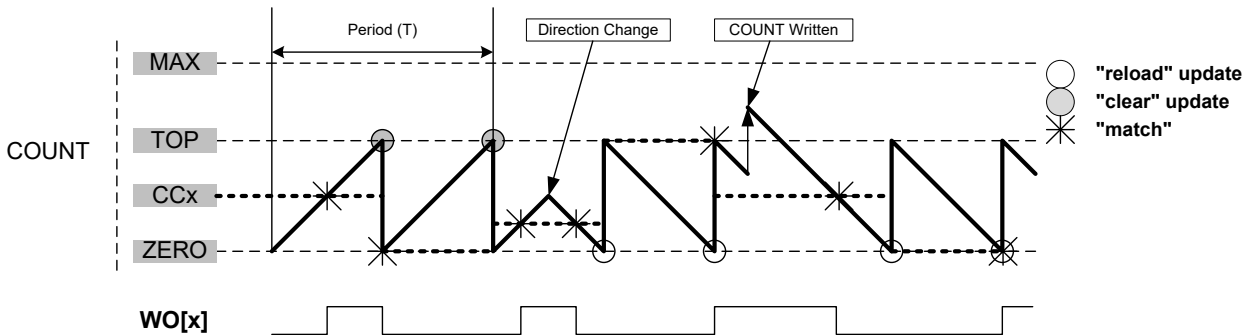 Period (T)
Direction Change
COUNT Written
COUNT
MAX
TOP
CCx
ZERO
"reload" update
"clear" update
"match"
WO[x]